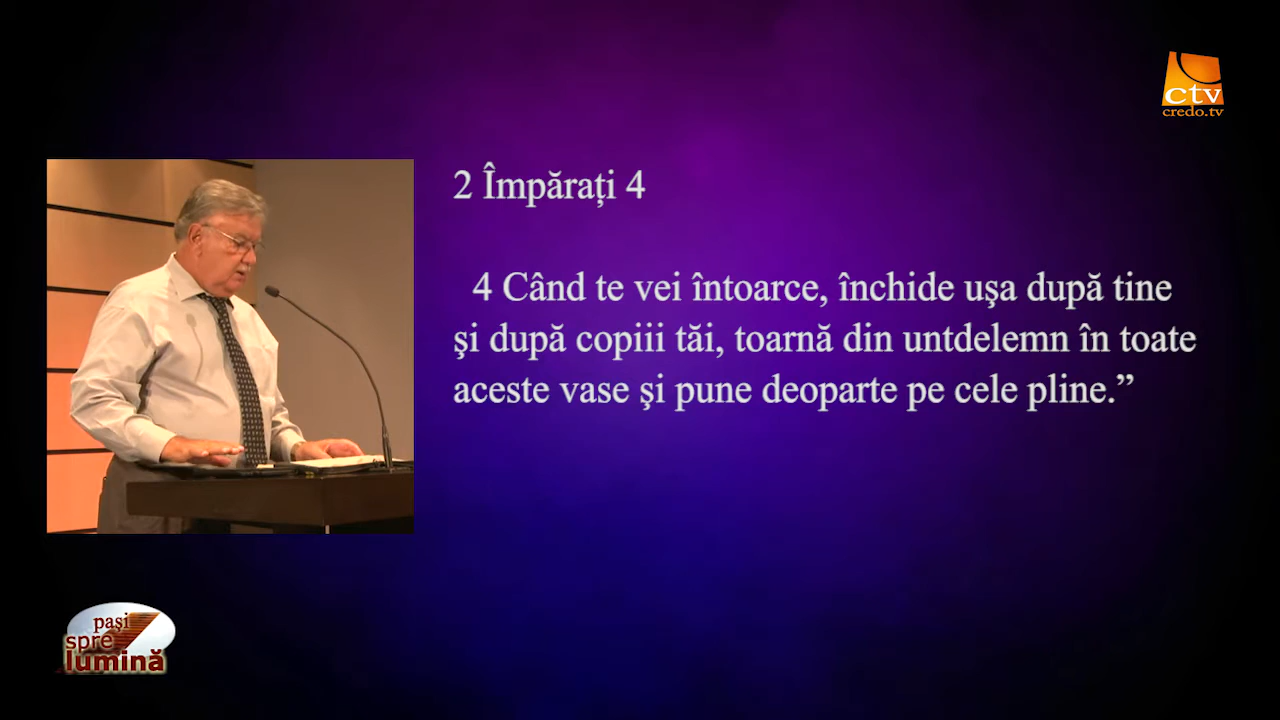 ctv
credo.tv
2 Împărați 4
4 Când te vei întoarce, închide uşa după tine
şi după copiii tăi, toarnă din untdelemn în toate
aceste vase şi pune deoparte pe cele pline.”
paşi
spre
lumină